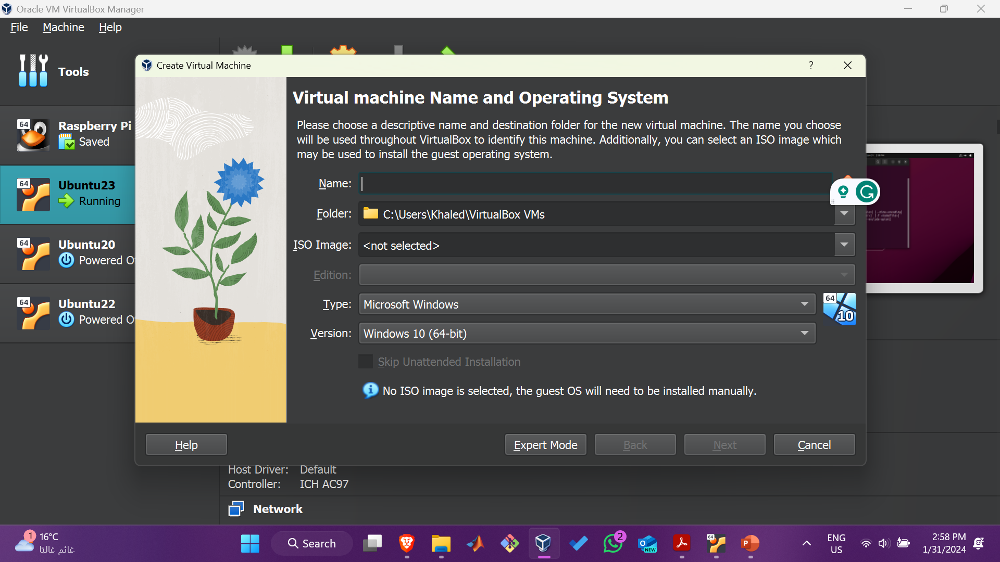 Oracle VM VirtualBox Manager
File Machine Help
Tools
Create Virtual Machine
?
Virtual machine Name and Operating System
Please choose a descriptive name and destination folder for the new virtual machine. The name you choose
will be used throughout VirtualBox to identify this machine. Additionally, you can select an ISO image which
may be used to install the guest operating system.
64
Raspberry Pi
Saved
64
Ubuntu23
Running
64
Ubuntu20
Powered O
64
Ubuntu22
Powered O
Name:
Folder: C:\Users\Khaled\VirtualBox VMs
ISO Image: <not selected>
Edition:
Type: Microsoft Windows
64
10
Version: Windows 10 (64-bit)
Skip Unattended Installation
No ISO image is selected, the guest OS will need to be installed manually.
Help Expert Mode Back Next Cancel
Host Driver: Default
Controller: ICH AC97
Network
1
16°C
غائم غالبًا
Search
2
NEW
64
ENG
US
2:58 PM
1/31/2024